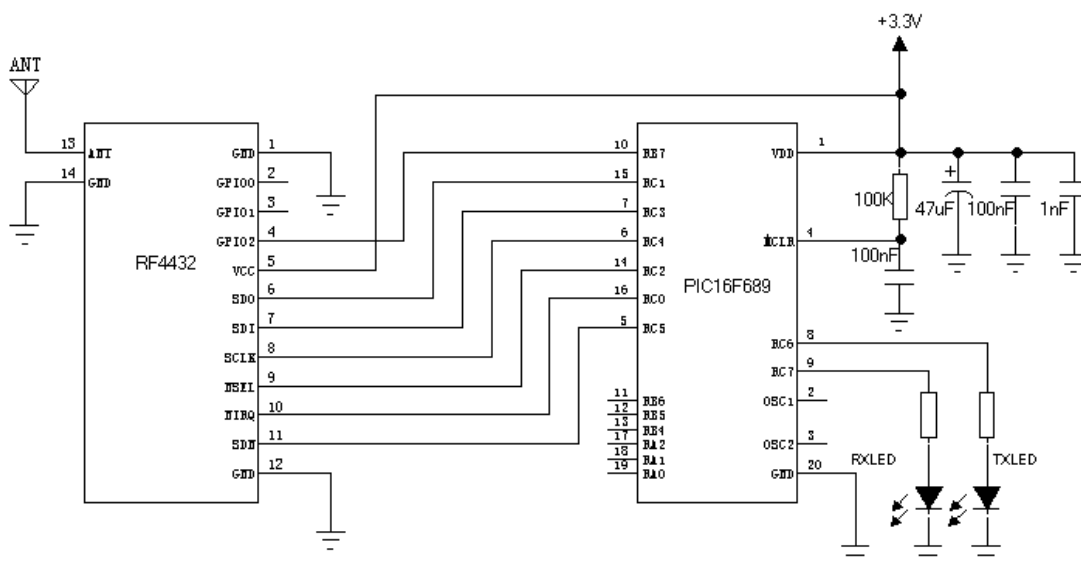 +3.3V
ANT
13 ANT
14 GND
RF4432
GND 1
GPIO0 2
GPIO1 3
GPIO2 4
VCC 5
SDO 6
SDI 7
SCLK 8
NSEL 9
NIRQ 10
SDN 11
GND 12
10 RB7
15 RC1
7 RC3
6 RC4
14 RC2
16 RC0
5 RC5
11 RB6
12 RB5
13 RB4
17 RA2
18 RA1
19 RA0
PIC16F689
VDD 1
MCLR 4
RC6 8
RC7 9
OSC1 2
OSC2 3
GND 20
100K
+
47uF
100nF
1nF
100nF
RXLED
TXLED